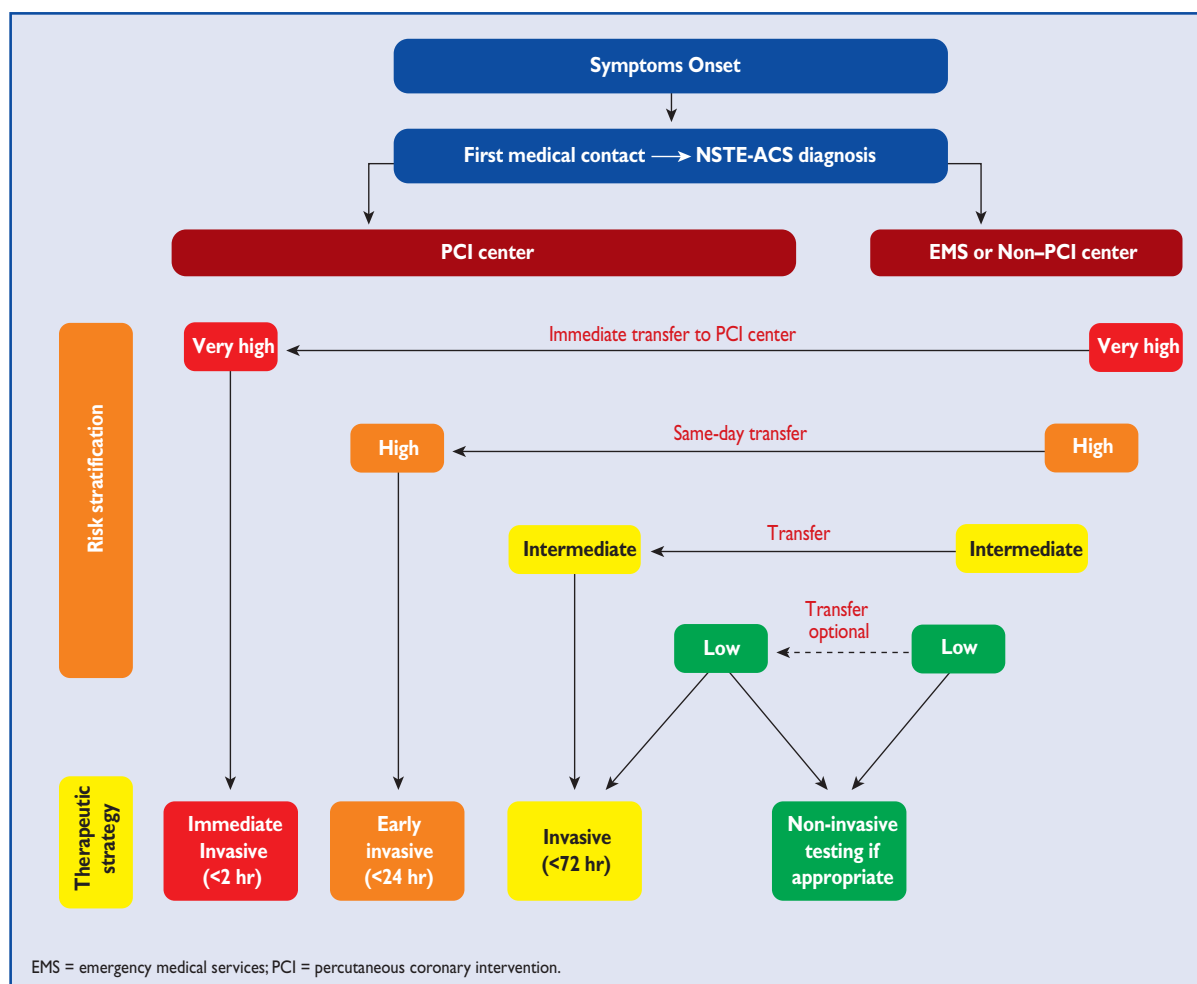 Symptoms Onset
First medical contact → NSTE-ACS diagnosis
PCI center
EMS or Non–PCI center
Risk stratification
Very high
Immediate transfer to PCI center
Very high
High
Same-day transfer
High
Intermediate
Transfer
Intermediate
Low
Transfer
optional
Low
Therapeutic
strategy
Immediate
Invasive
(<2 hr)
Early
invasive
(<24 hr)
Invasive
(<72 hr)
Non-invasive
testing if
appropriate
EMS = emergency medical services; PCI = percutaneous coronary intervention.